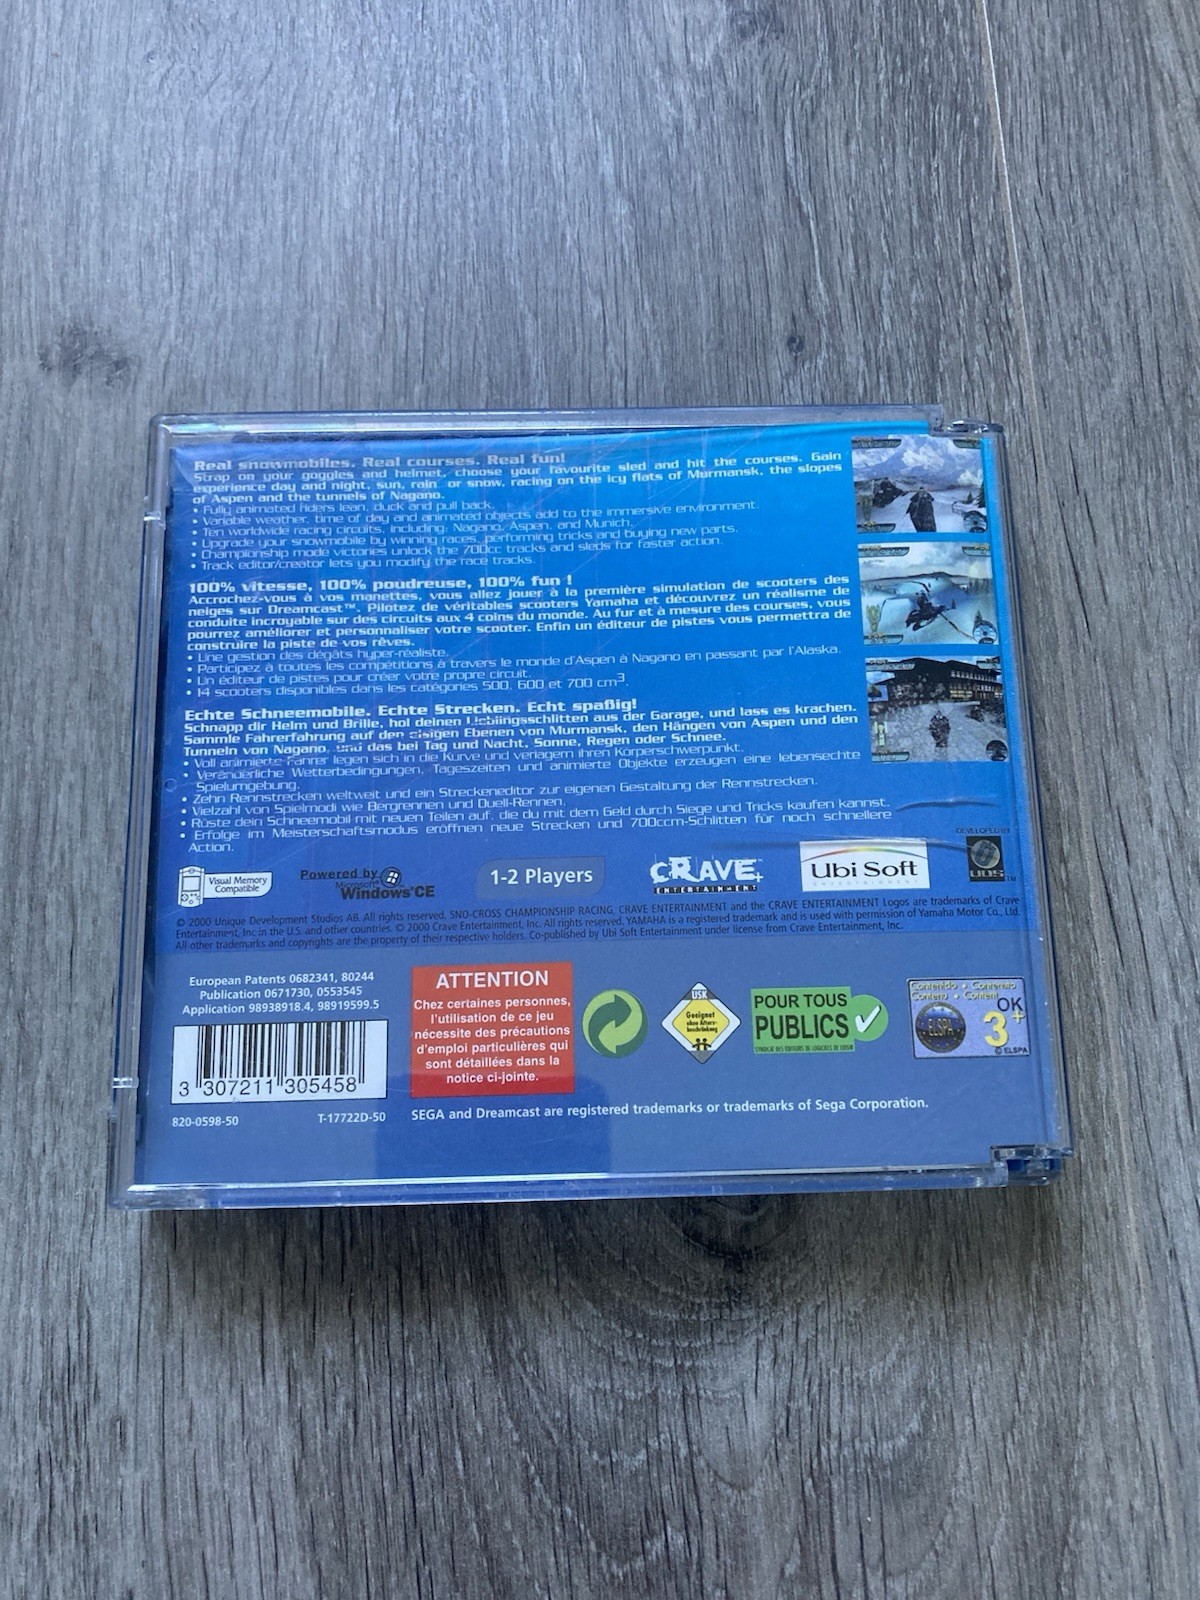 Real snowmobiles. Real courses. Real fun!
Strap on your goggles and helmet, choose your favourite sled and hit the courses. Gain
experience day and night, sun, rain or snow, racing on the icy flats of Murmansk, the slopes
of Aspen and the tunnels of Nagano.
• Fully animated riders lean, duck and pull back.
• Variable weather, time of day and animated objects add to the immersive environment.
• Ten worldwide racing circuits, including: Nagano, Aspen, and Munich.
• Upgrade your snowmobile by winning races, performing tricks and buying new parts.
• Championship mode victories unlock the 700cc tracks and sleds for faster action.
• Track editor/creator lets you modify the race tracks.
100% vitesse, 100% poudreuse, 100% fun !
Accrochez-vous à vos manettes, vous allez jouer à la première simulation de scooters des
neiges sur Dreamcast™. Pilotez de véritables scooters Yamaha et découvrez un réalisme de
conduite incroyable sur des circuits aux 4 coins du monde. Au fur et à mesure des courses, vous
pourrez améliorer et personnaliser votre scooter. Enfin un éditeur de pistes vous permettra de
construire la piste de vos rêves.
• Une gestion des dégâts hyper-réaliste.
• Participez à toutes les compétitions à travers le monde d'Aspen à Nagano en passant par l'Alaska.
• Un éditeur de pistes pour créer votre propre circuit.
• 14 scooters disponibles dans les catégories 500, 600 et 700 cm3.
Echte Schneemobile. Echte Strecken. Echt spaßig!
Schnapp dir Helm und Brille, hol deinen Lieblingsschlitten aus der Garage, und lass es krachen.
Sammle Fahrerfahrung auf den eisigen Ebenen von Murmansk, den Hängen von Aspen und den
Tunneln von Nagano, und das bei Tag und Nacht, Sonne, Regen oder Schnee.
• Voll animierte Fahrer legen sich in die Kurve und verlagern ihren Körperschwerpunkt.
• Veränderliche Wetterbedingungen, Tageszeiten und animierte Objekte erzeugen eine lebensechte
Spielumgebung.
• Zehn Rennstrecken weltweit und ein Streckeneditor zur eigenen Gestaltung der Rennstrecken.
• Vielzahl von Spielmodi wie Bergrennen und Duell-Rennen.
• Rüste dein Schneemobil mit neuen Teilen auf, die du mit dem Geld durch Siege und Tricks kaufen kannst.
• Erfolge im Meisterschaftsmodus eröffnen neue Strecken und 700ccm-Schlitten für noch schnellere
Action.
Visual Memory
Compatible
Powered by
Microsoft®
Windows®CE
1-2 Players
CRAVE
ENTERTAINMENT
Ubi Soft
ENTERTAINMENT
DEVELOPED BY
UDS™
© 2000 Unique Development Studios AB. All rights reserved. SNO-CROSS CHAMPIONSHIP RACING, CRAVE ENTERTAINMENT and the CRAVE ENTERTAINMENT Logos are trademarks of Crave
Entertainment, Inc in the U.S. and other countries. © 2000 Crave Entertainment, Inc. All rights reserved. YAMAHA is a registered trademark and is used with permission of Yamaha Motor Co., Ltd.
All other trademarks and copyrights are the property of their respective holders. Co-published by Ubi Soft Entertainment under license from Crave Entertainment, Inc.
European Patents 0682341, 80244
Publication 0671730, 0553545
Application 98938918.4, 98919599.5
3 307211 305458
820-0598-50
T-17722D-50
ATTENTION
Chez certaines personnes,
l'utilisation de ce jeu
nécessite des précautions
d'emploi particulières qui
sont détaillées dans la
notice ci-jointe.
USK
Geeignet
ohne Alters-
beschränkung
POUR TOUS
PUBLICS
SYNDICAT DES EDITEURS DE LOGICIELS DE LOISIR
Contenido • Contenuto
Contenu • Content
ELSPA
OK
3+
© ELSPA
SEGA and Dreamcast are registered trademarks or trademarks of Sega Corporation.